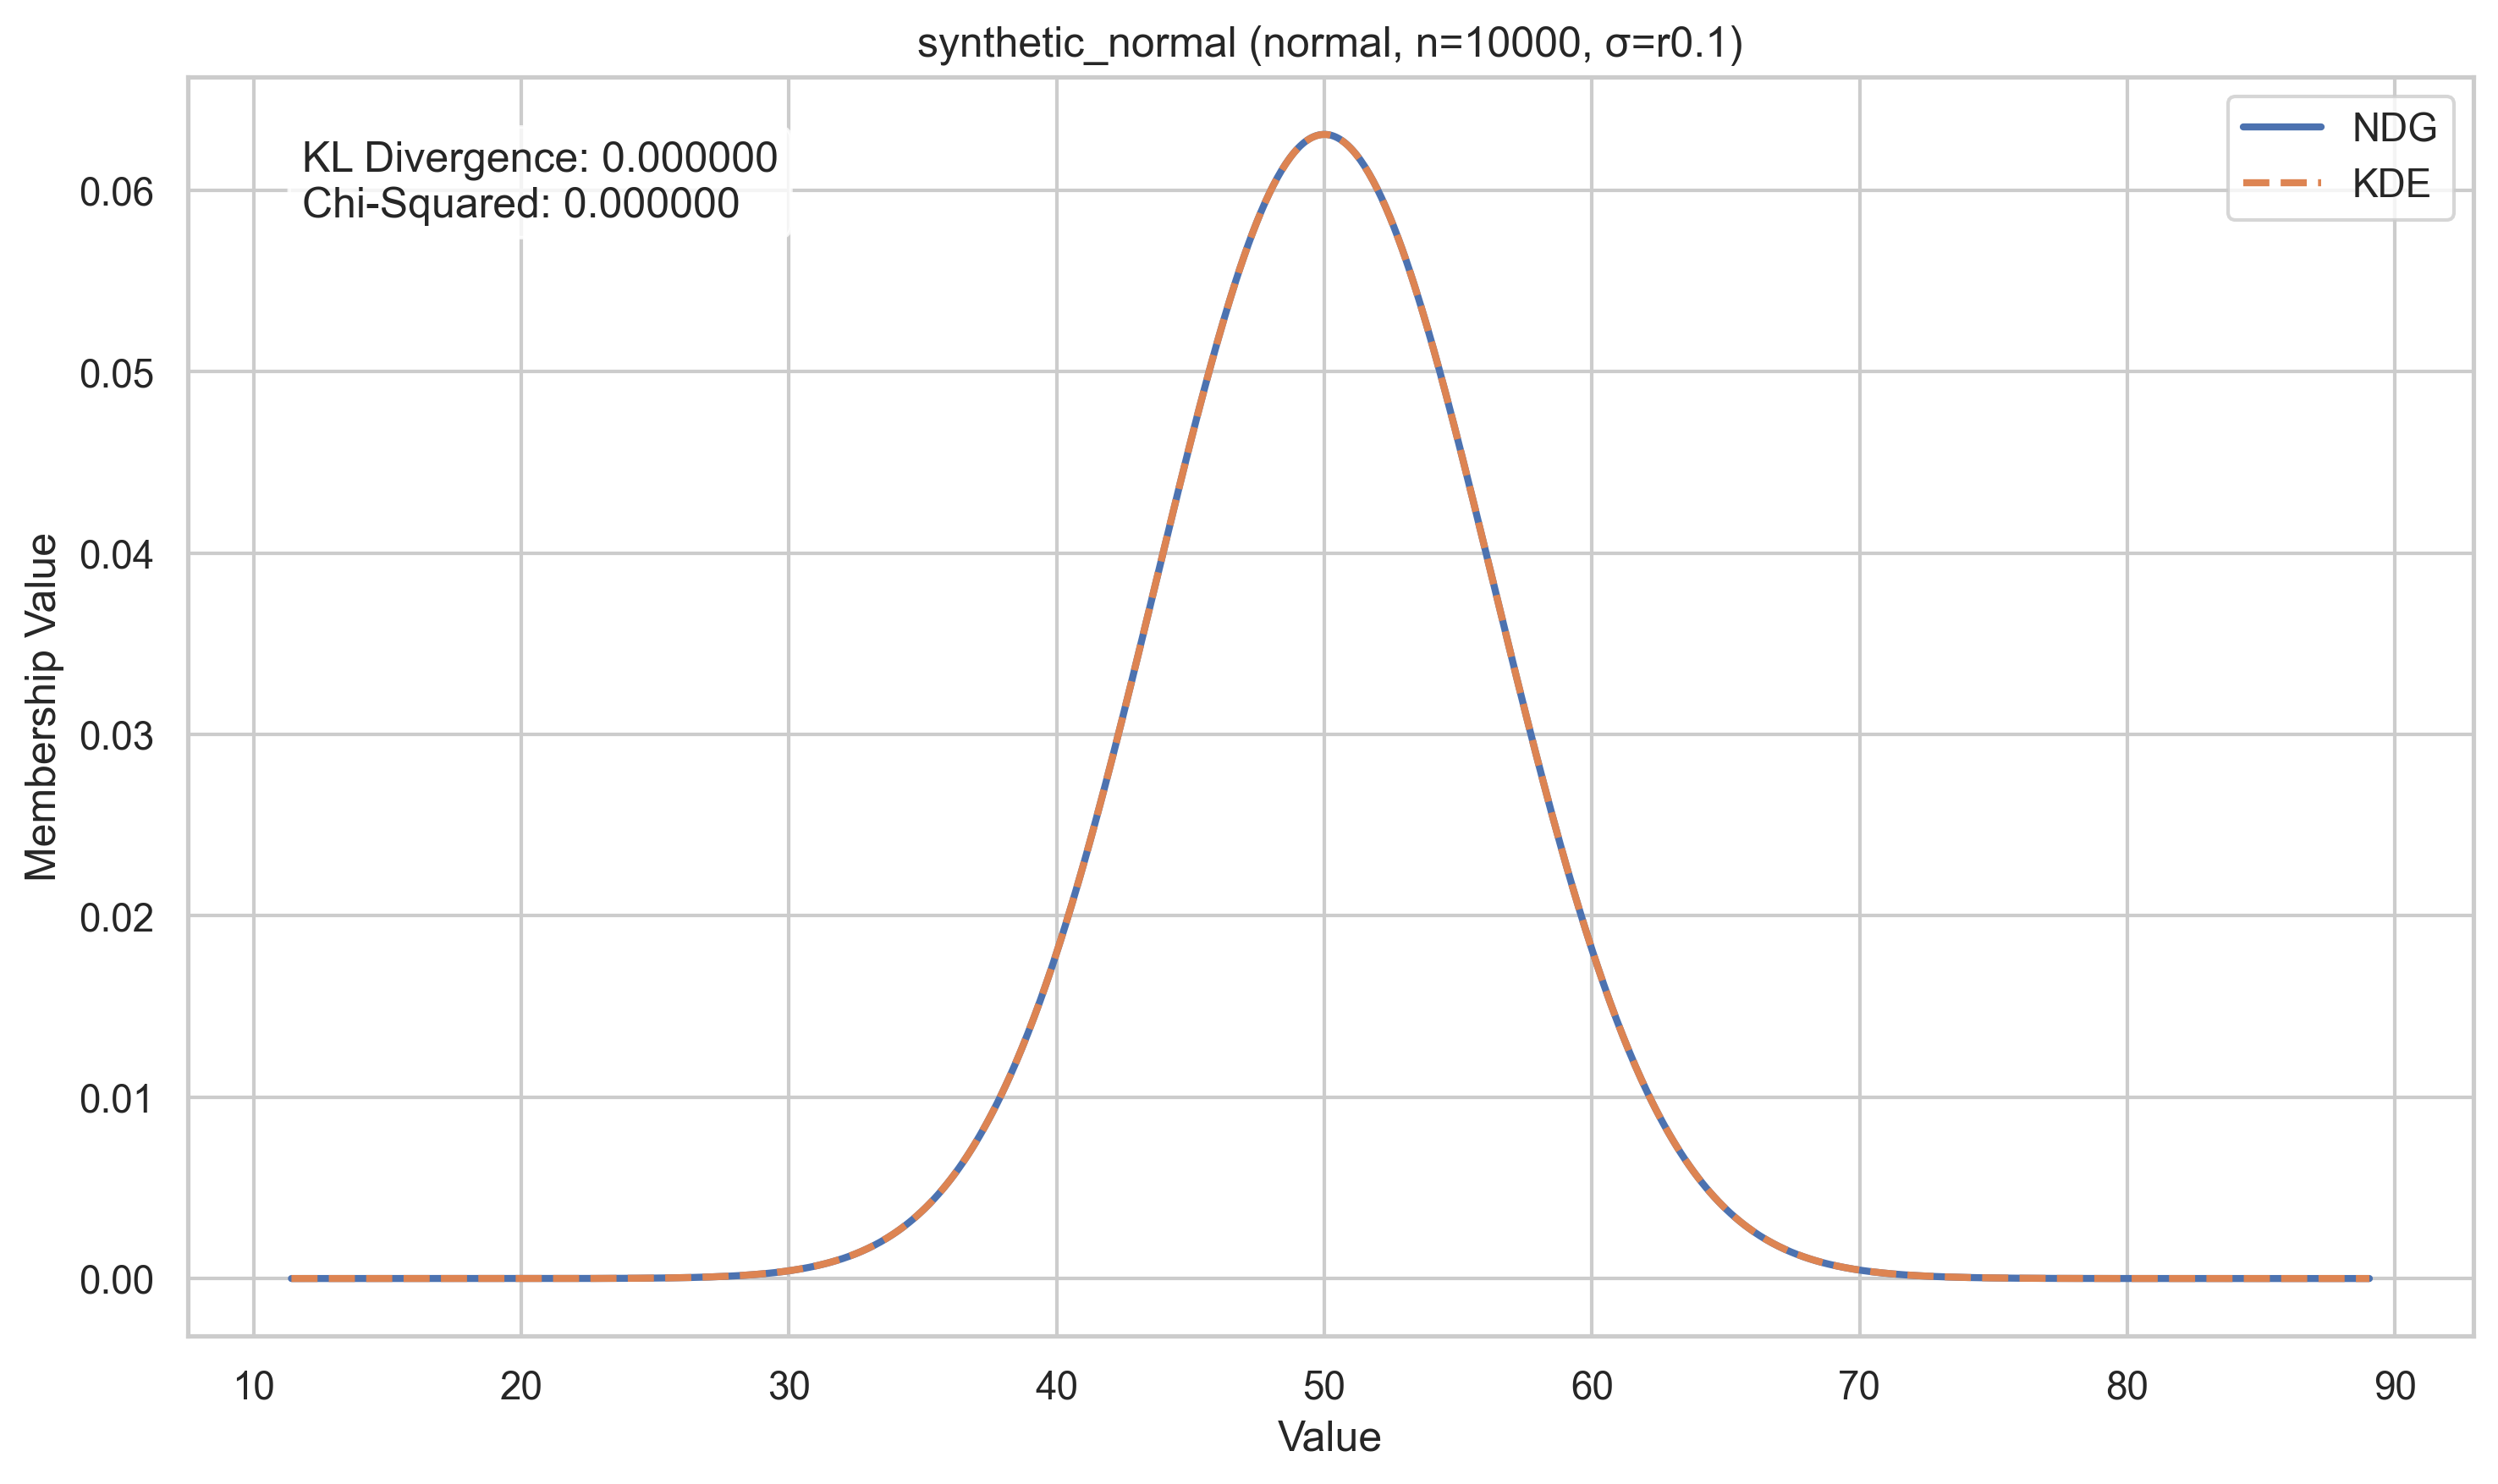 synthetic_normal (normal, n=10000, σ=r0.1)
KL Divergence: 0.000000
Chi-Squared: 0.000000
NDG
KDE
Membership Value
0.06
0.05
0.04
0.03
0.02
0.01
0.00
10 20 30 40 50 60 70 80 90
Value